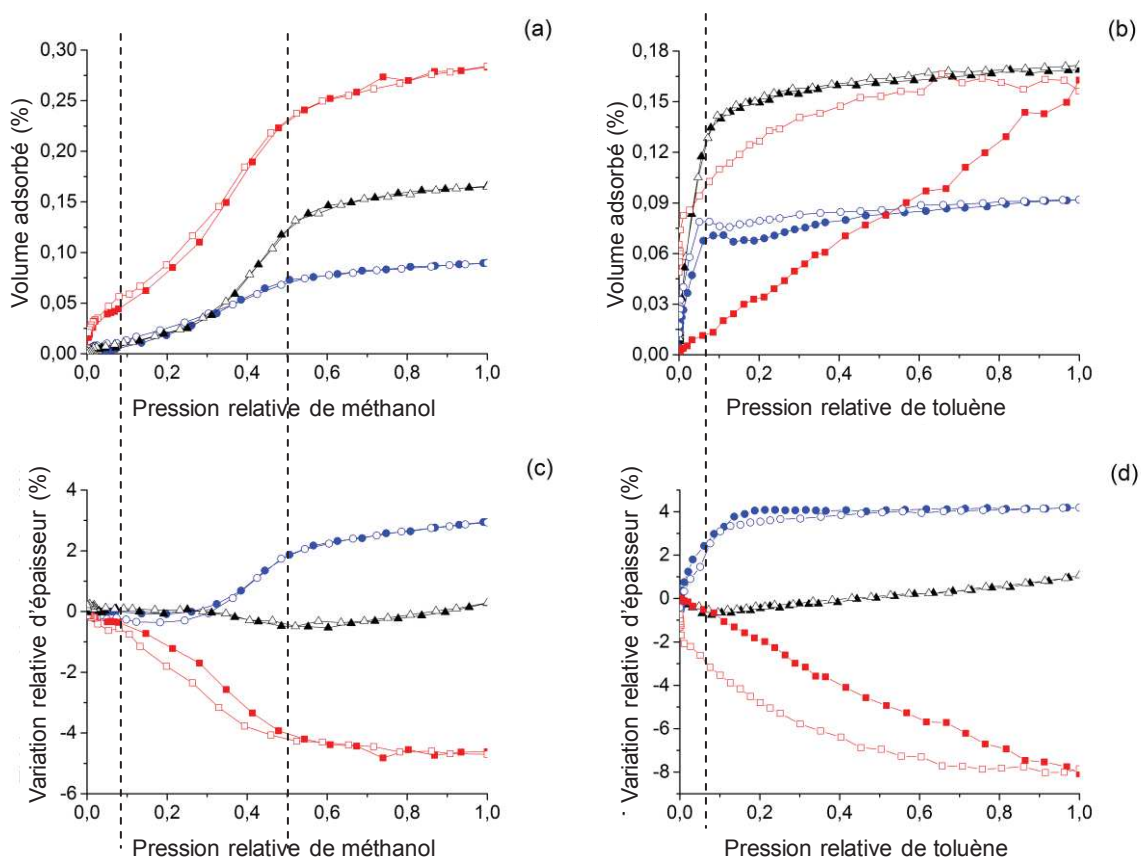 (a)
Volume adsorbé (%)
0,30
0,25
0,20
0,15
0,10
0,05
0,00
0,0 0,2 0,4 0,6 0,8 1,0
Pression relative de méthanol
(b)
Volume adsorbé (%)
0,18
0,15
0,12
0,09
0,06
0,03
0,00
0,0 0,2 0,4 0,6 0,8 1,0
Pression relative de toluène
(c)
Variation relative d'épaisseur (%)
4
2
0
-2
-4
-6
0,0 0,2 0,4 0,6 0,8 1,0
Pression relative de méthanol
(d)
Variation relative d'épaisseur (%)
4
2
0
-2
-4
-6
-8
0,0 0,2 0,4 0,6 0,8 1,0
Pression relative de toluène